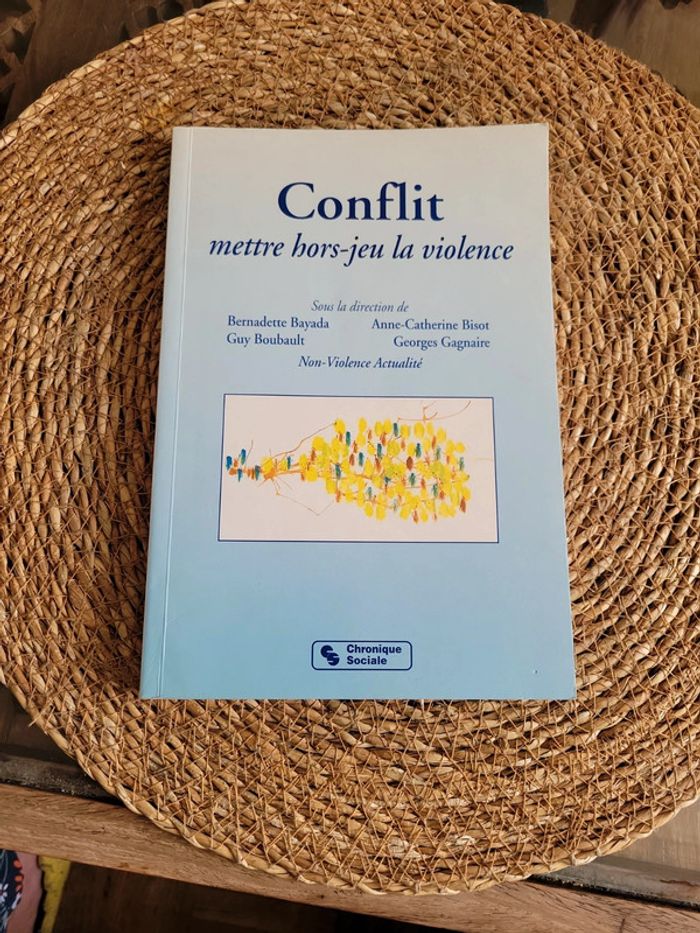 Conflit
mettre hors-jeu la violence
Sous la direction de
Bernadette Bayada Anne-Catherine Bisot
Guy Boubault Georges Gagnaire
Non-Violence Actualité
Chronique
Sociale